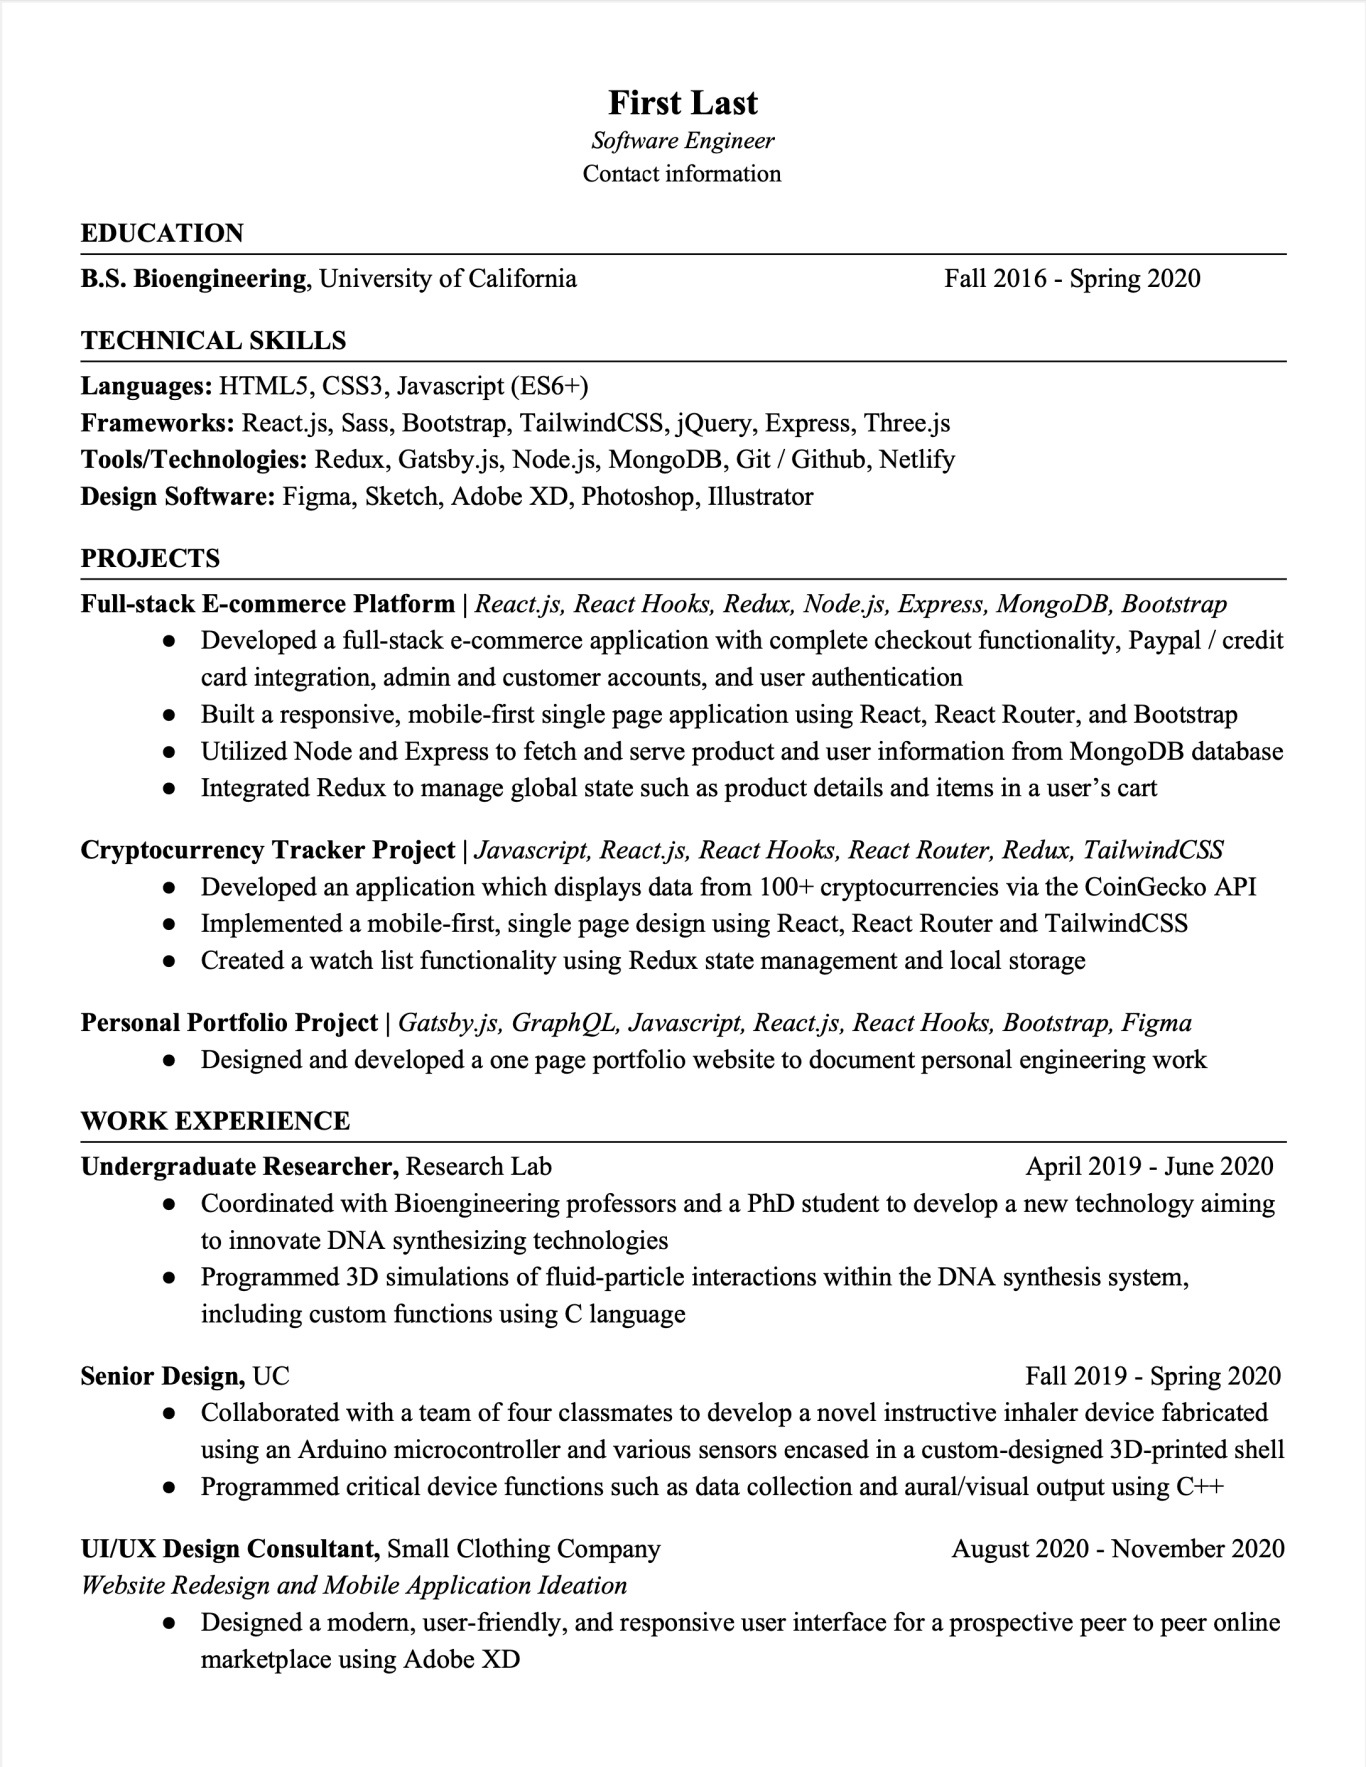 First Last
Software Engineer
Contact information
EDUCATION
B.S. Bioengineering, University of California Fall 2016 - Spring 2020
TECHNICAL SKILLS
Languages: HTML5, CSS3, Javascript (ES6+)
Frameworks: React.js, Sass, Bootstrap, TailwindCSS, jQuery, Express, Three.js
Tools/Technologies: Redux, Gatsby.js, Node.js, MongoDB, Git / Github, Netlify
Design Software: Figma, Sketch, Adobe XD, Photoshop, Illustrator
PROJECTS
Full-stack E-commerce Platform | React.js, React Hooks, Redux, Node.js, Express, MongoDB, Bootstrap
● Developed a full-stack e-commerce application with complete checkout functionality, Paypal / credit
card integration, admin and customer accounts, and user authentication
● Built a responsive, mobile-first single page application using React, React Router, and Bootstrap
● Utilized Node and Express to fetch and serve product and user information from MongoDB database
● Integrated Redux to manage global state such as product details and items in a user’s cart
Cryptocurrency Tracker Project | Javascript, React.js, React Hooks, React Router, Redux, TailwindCSS
● Developed an application which displays data from 100+ cryptocurrencies via the CoinGecko API
● Implemented a mobile-first, single page design using React, React Router and TailwindCSS
● Created a watch list functionality using Redux state management and local storage
Personal Portfolio Project | Gatsby.js, GraphQL, Javascript, React.js, React Hooks, Bootstrap, Figma
● Designed and developed a one page portfolio website to document personal engineering work
WORK EXPERIENCE
Undergraduate Researcher, Research Lab April 2019 - June 2020
● Coordinated with Bioengineering professors and a PhD student to develop a new technology aiming
to innovate DNA synthesizing technologies
● Programmed 3D simulations of fluid-particle interactions within the DNA synthesis system,
including custom functions using C language
Senior Design, UC Fall 2019 - Spring 2020
● Collaborated with a team of four classmates to develop a novel instructive inhaler device fabricated
using an Arduino microcontroller and various sensors encased in a custom-designed 3D-printed shell
● Programmed critical device functions such as data collection and aural/visual output using C++
UI/UX Design Consultant, Small Clothing Company August 2020 - November 2020
Website Redesign and Mobile Application Ideation
● Designed a modern, user-friendly, and responsive user interface for a prospective peer to peer online
marketplace using Adobe XD